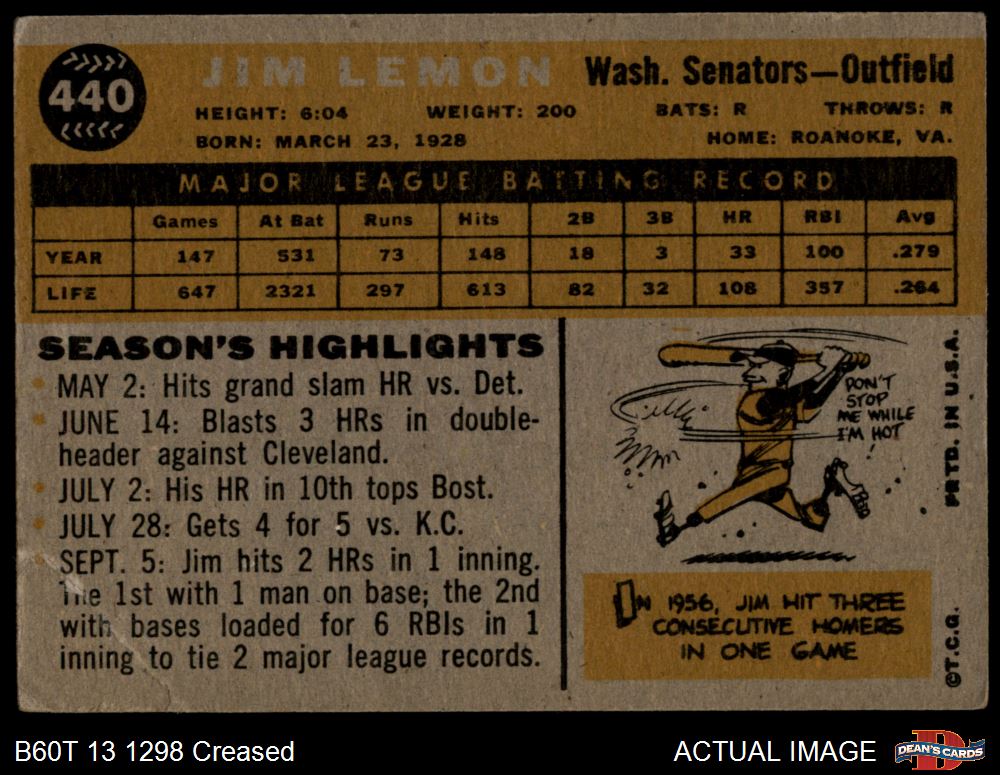 440
JIM LEMON Wash. Senators—Outfield
HEIGHT: 6:04 WEIGHT: 200 BATS: R THROWS: R
BORN: MARCH 23, 1928 HOME: ROANOKE, VA.
MAJOR LEAGUE BATTING RECORD
Games At Bat Runs Hits 2B 3B HR RBI Avg
YEAR 147 531 73 148 18 3 33 100 .279
LIFE 647 2321 297 613 82 32 108 357 .264
SEASON'S HIGHLIGHTS
MAY 2: Hits grand slam HR vs. Det.
JUNE 14: Blasts 3 HRs in double-
header against Cleveland.
JULY 2: His HR in 10th tops Bost.
JULY 28: Gets 4 for 5 vs. K.C.
SEPT. 5: Jim hits 2 HRs in 1 inning.
The 1st with 1 man on base; the 2nd
with bases loaded for 6 RBIs in 1
inning to tie 2 major league records.
DON'T
STOP
ME WHILE
I'M HOT
!
IN 1956, JIM HIT THREE
CONSECUTIVE HOMERS
IN ONE GAME
©T.C.G. PRTD. IN U.S.A.
B60T 13 1298 Creased
ACTUAL IMAGE
DEAN'S CARDS